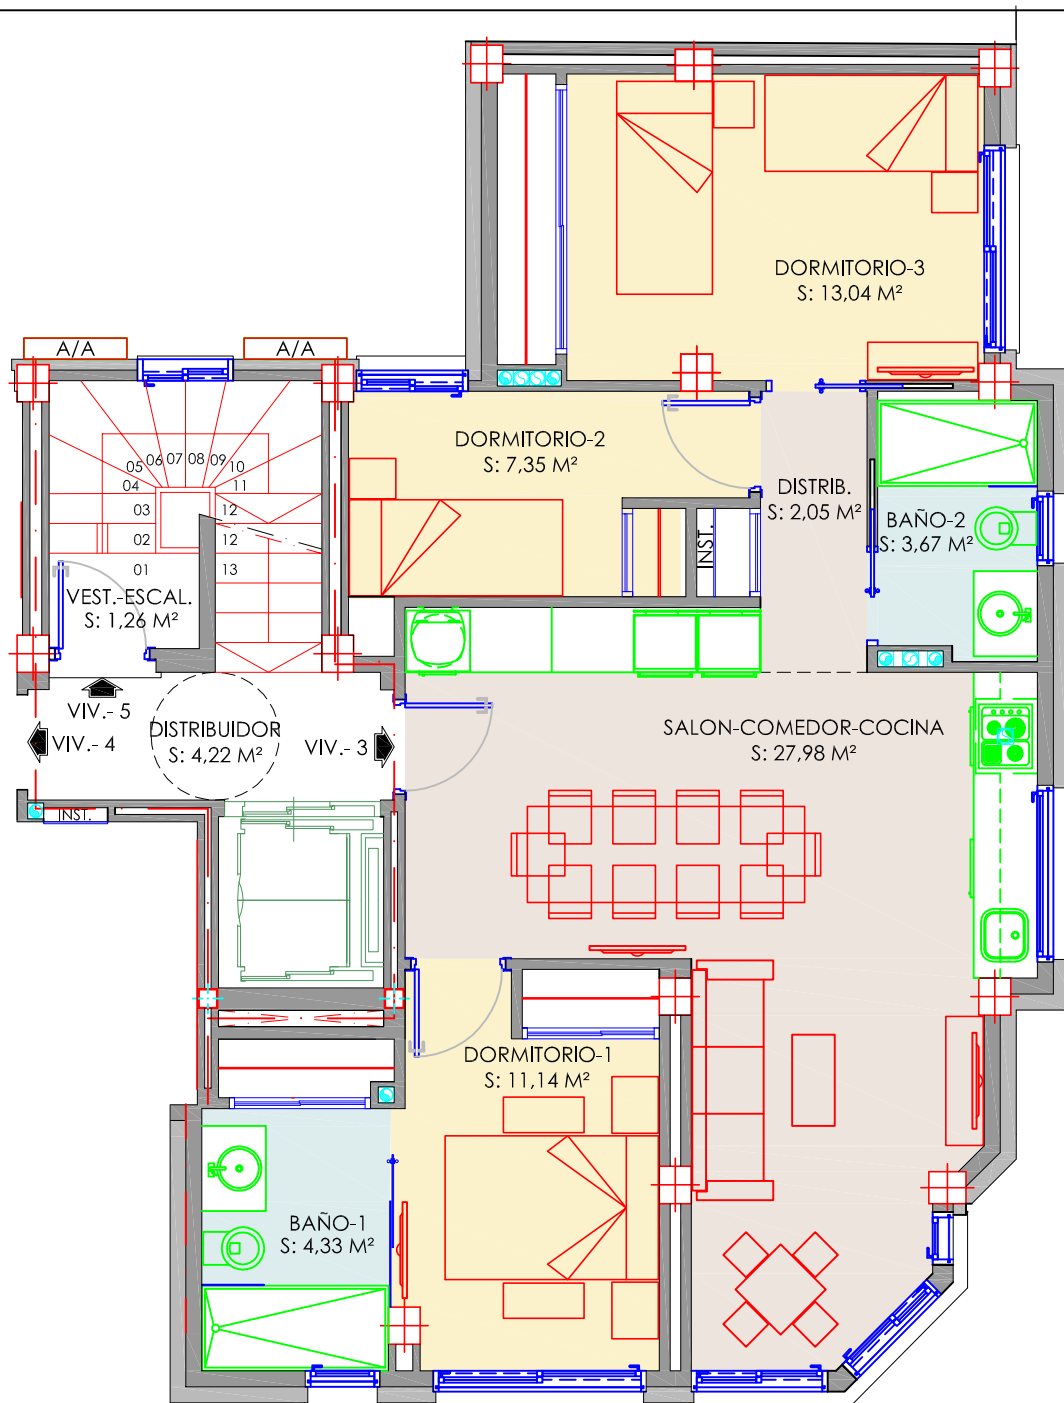 DORMITORIO-3
S: 13,04 M²
A/A
A/A
DORMITORIO-2
S: 7,35 M²
05
06
07
08
09
10
04
11
03
12
02
12
01
13
DISTRIB.
S: 2,05 M²
INST.
BAÑO-2
S: 3,67 M²
VEST.-ESCAL.
S: 1,26 M²
VIV.- 5
VIV.- 4
DISTRIBUIDOR
S: 4,22 M²
VIV.- 3
SALON-COMEDOR-COCINA
S: 27,98 M²
INST.
DORMITORIO-1
S: 11,14 M²
BAÑO-1
S: 4,33 M²